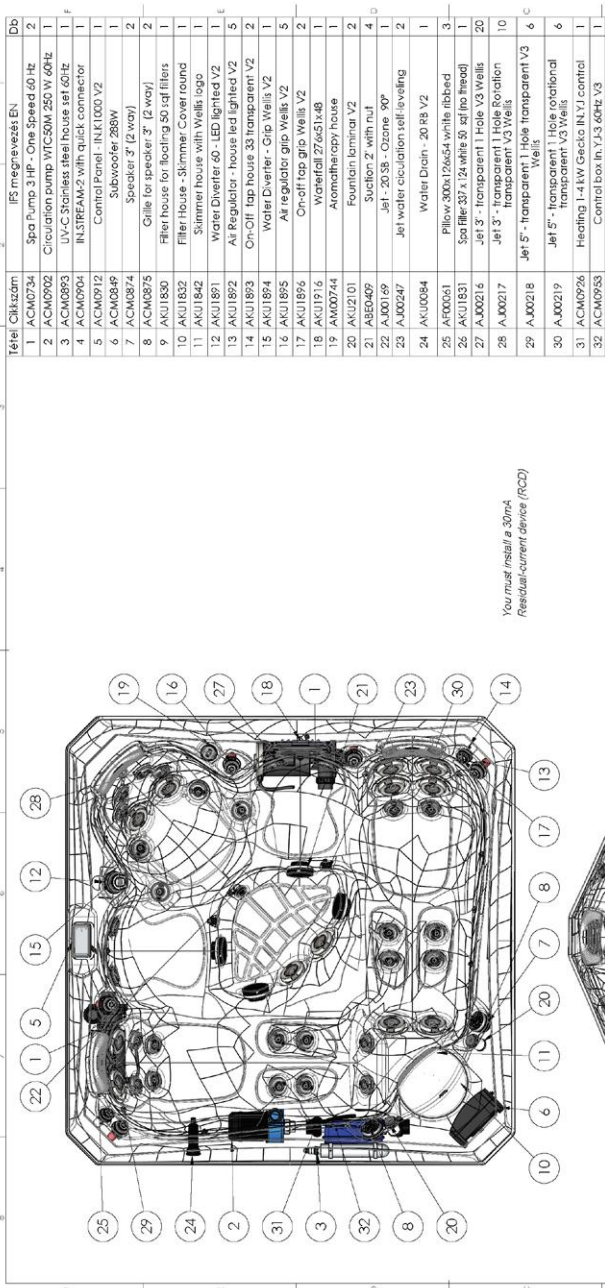 Tétel Cikkszám IFS megnevezés EN Db
1 ACM0734 Spa Pump 3 HP - One Speed 60 Hz 2
2 ACM0902 Circulation pump WTC50M 250 W 60Hz 1
3 ACM0893 UV-C Stainless steel house set 60Hz 1
4 ACM0904 IN.STREAM-2 with quick connector 1
5 ACM0912 Control Panel - IN.K1000 V2 1
6 ACM0849 Subwoofer 288W 1
7 ACM0874 Speaker 3" (2 way) 2
8 ACM0875 Grille for speaker 3" (2 way) 2
9 AKU1830 Filter house for floating 50 sqf filters 1
10 AKU1832 Filter House - Skimmer Cover round 1
11 AKU1842 Skimmer house with Wellis logo 1
12 AKU1891 Water Diverter 60 - LED lighted V2 1
13 AKU1892 Air Regulator - house led lighted V2 5
14 AKU1893 On-Off tap house 33 transparent V2 2
15 AKU1894 Water Diverter - Grip Wellis V2 1
16 AKU1895 Air regulator grip Wellis V2 5
17 AKU1896 On-off tap grip Wellis V2 2
18 AKU1916 Waterfall 276x51x48 1
19 AM00744 Aromatherapy house 1
20 AKU2101 Fountain laminar V2 2
21 ABE0409 Suction 2" with nut 4
22 AJ00169 Jet - 20 SB - Ozone 90° 1
23 AJ00247 Jet water ciculation self-leveling 2
24 AKU0084 Water Drain - 20 RB V2 1
25 AF00061 Pillow 300x126x54 white ribbed 3
26 AKU1831 Spa Filter 337 x 124 white 50 sqf (no thread) 1
27 AJ00216 Jet 3" - transparent 1 Hole V3 Wellis 20
28 AJ00217 Jet 3" - transparent 1 Hole Rotation
transparent V3 Wellis 10
29 AJ00218 Jet 5" - transparent 1 Hole transparent V3
Wellis 6
30 AJ00219 Jet 5" - transparent 1 Hole rotational
transparent V3 Wellis 6
31 ACM0926 Heating 1-4 kW Gecko IN.YJ control 1
32 ACM0953 Control box In.YJ-3 60Hz V3 1
You must install a 30mA
Residual-current device (RCD)
25
22
1
5
15
12
28
19
16
27
18
1
21
23
30
14
29
24
2
31
3
32
8
20
10
6
11
20
7
8
17
13